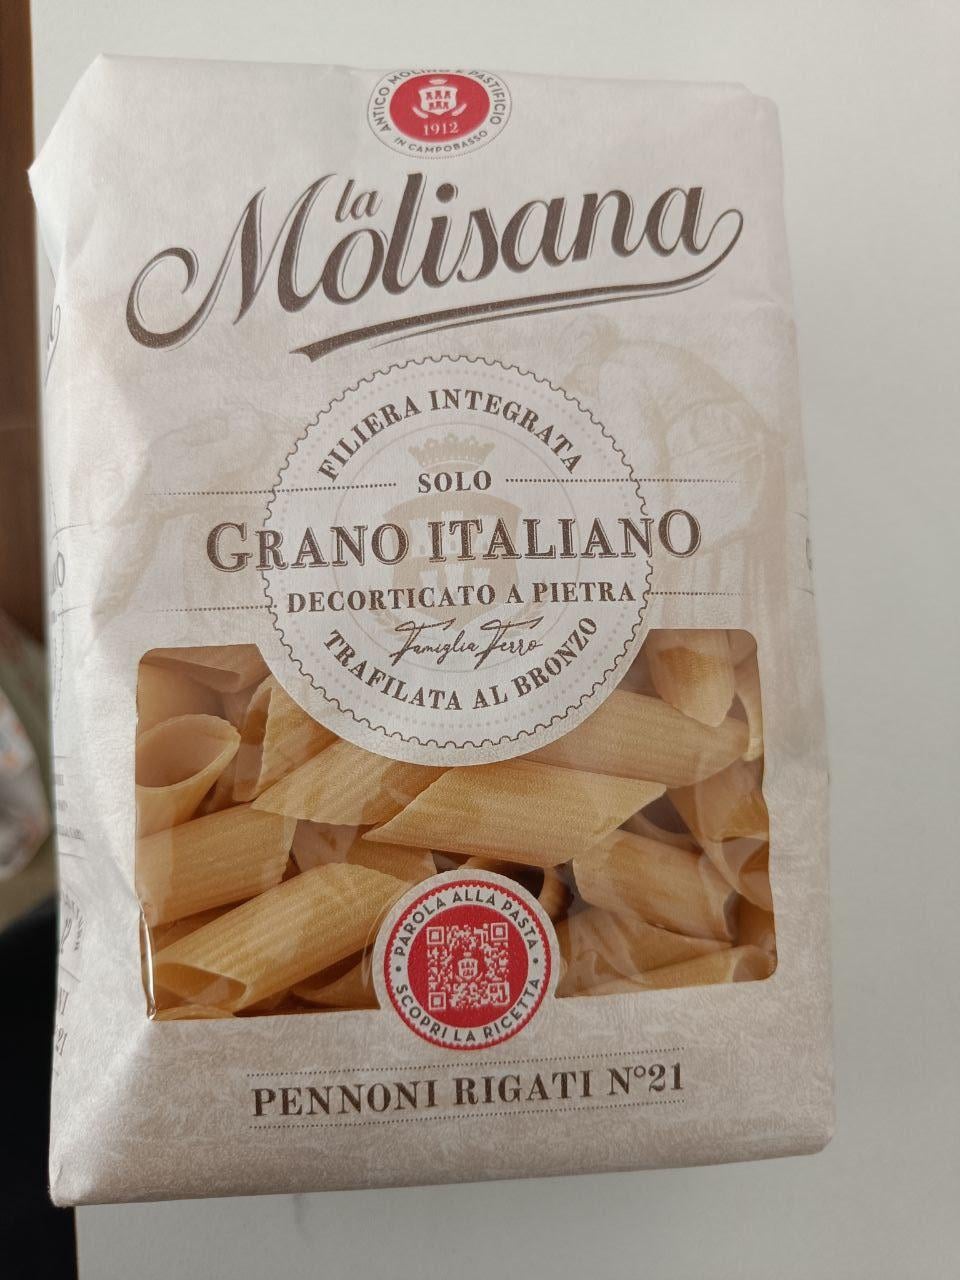 ANTICO MOLINO E PASTIFICIO
1912
IN CAMPOBASSO
la
Molisana
FILIERA INTEGRATA
SOLO
GRANO ITALIANO
DECORTICATO A PIETRA
Famiglia Ferro
TRAFILATA AL BRONZO
PAROLA ALLA PASTA
SCOPRI LA RICETTA
PENNONI RIGATI N°21